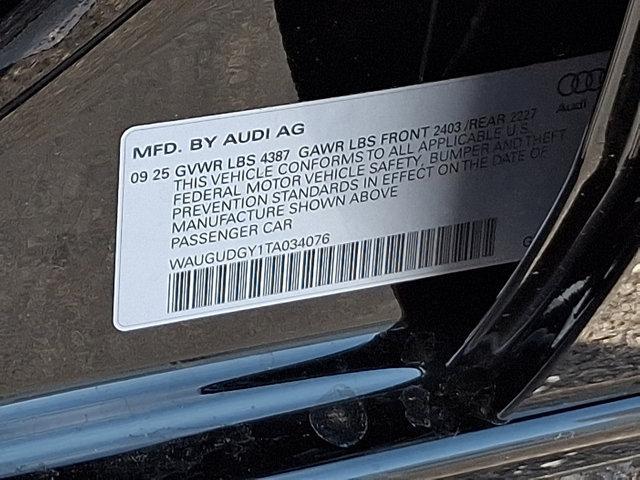 Audi
MFD. BY AUDI AG
09 25 GVWR LBS 4387 GAWR LBS FRONT 2403 /REAR 2227
THIS VEHICLE CONFORMS TO ALL APPLICABLE U.S.
FEDERAL MOTOR VEHICLE SAFETY, BUMPER AND THEFT
PREVENTION STANDARDS IN EFFECT ON THE DATE OF
MANUFACTURE SHOWN ABOVE
PASSENGER CAR
WAUGUDGY1TA034076